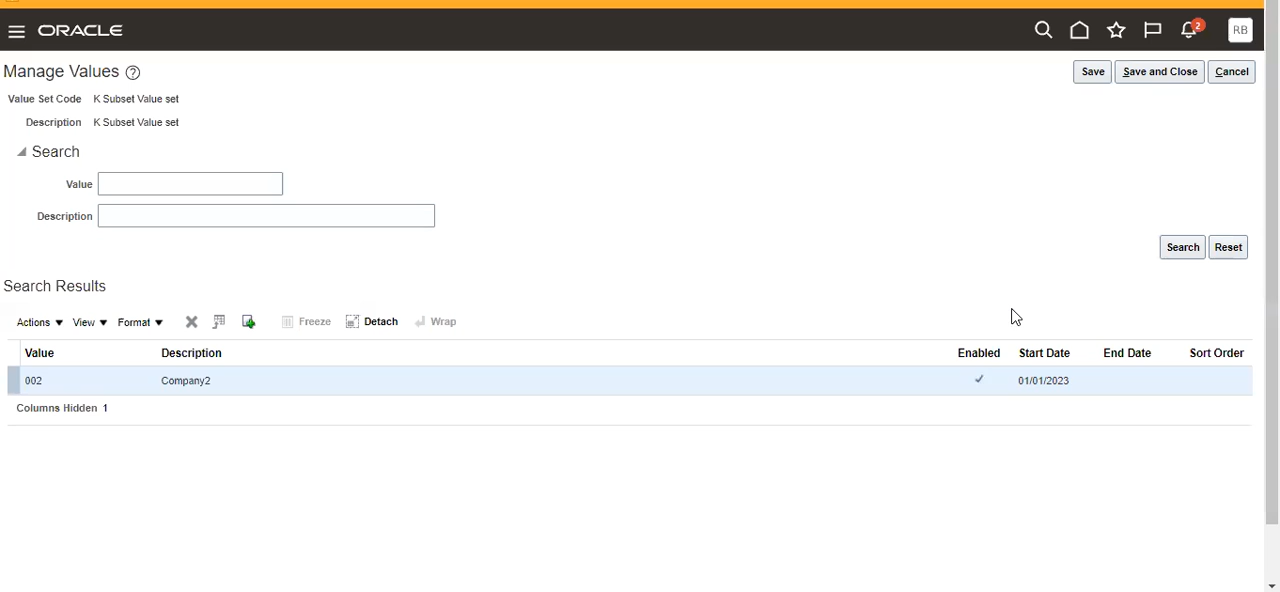 ORACLE
2
RB
Manage Values ?
Save
Save and Close
Cancel
Value Set Code K Subset Value set
Description K Subset Value set
Search
Value
Description
Search
Reset
Search Results
Actions View Format Freeze Detach Wrap
Value Description Enabled Start Date End Date Sort Order
002 Company2 01/01/2023
Columns Hidden 1